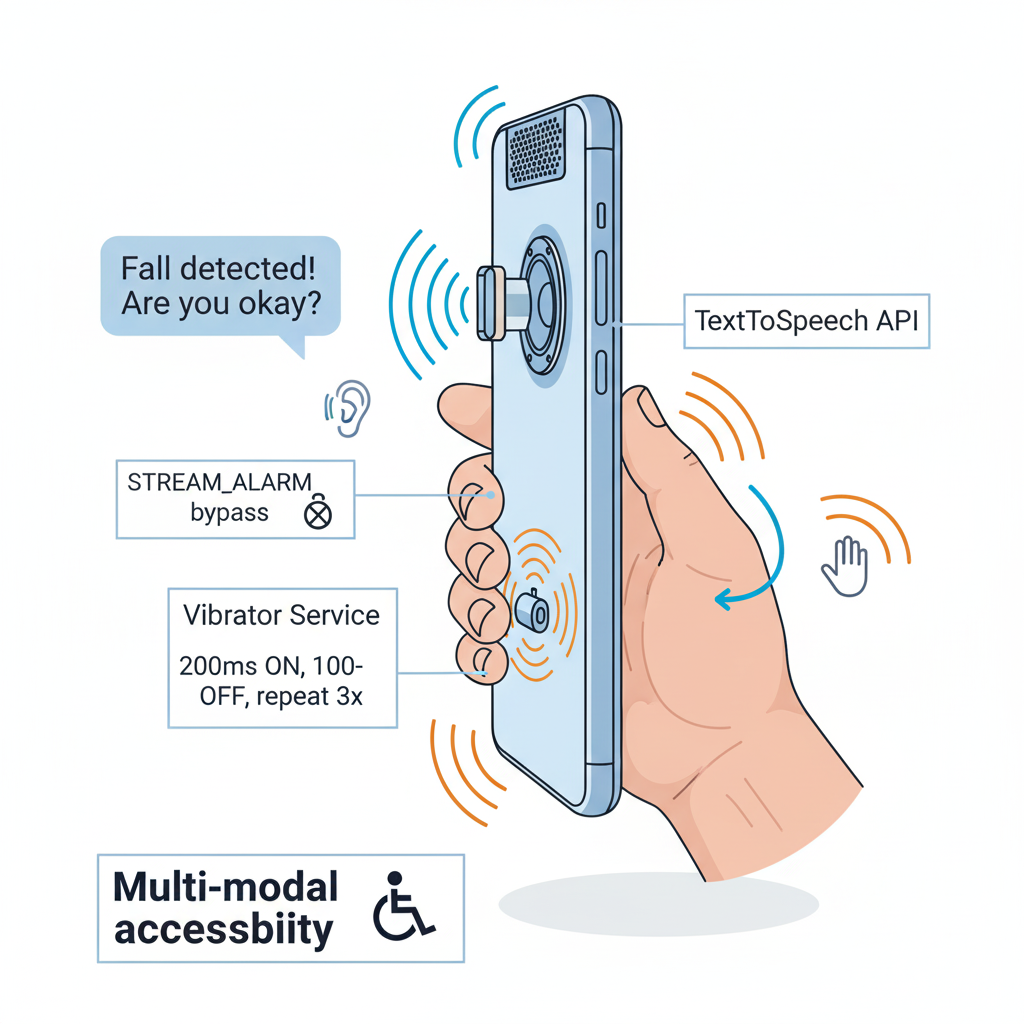 Fall detected!
Are you okay?
TextToSpeech API
STREAM_ALARM
bypass
Vibrator Service
200ms ON, 100-
OFF, repeat 3x
Multi-modal
accessbiity